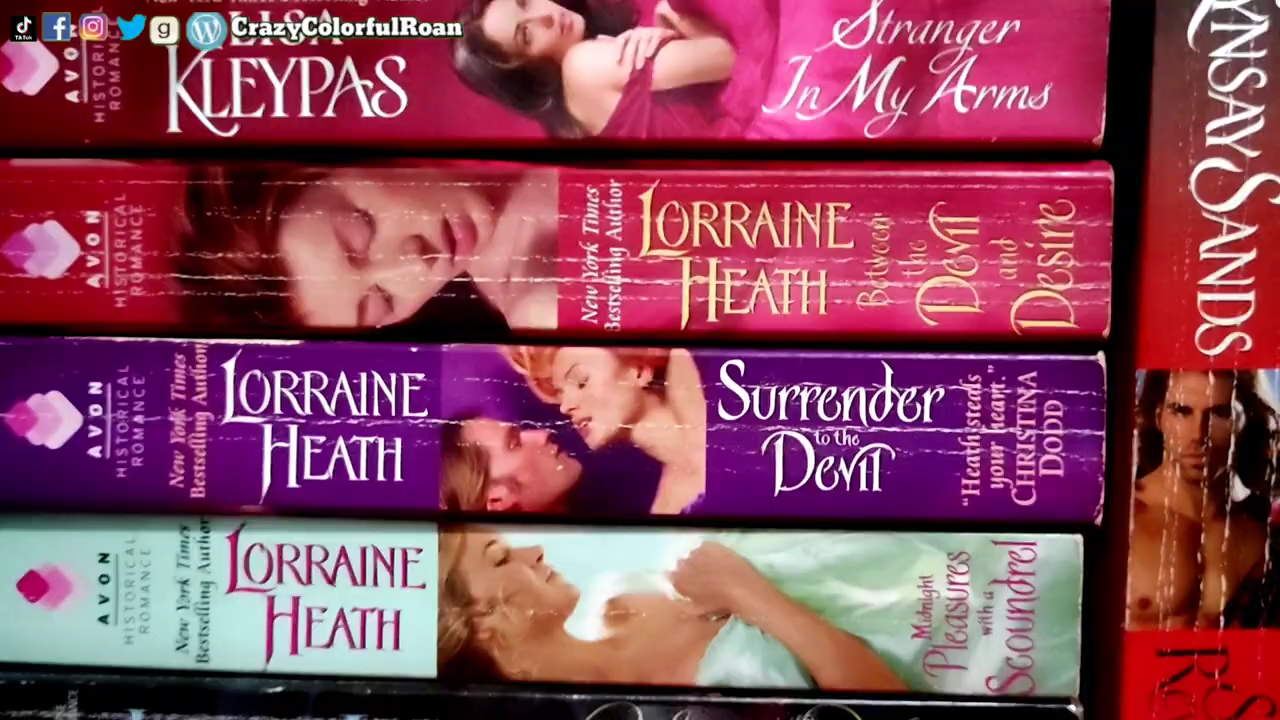 TikTok
CrazyColorfulRoan
AVON
HISTORICAL
ROMANCE
LISA
KLEYPAS
Stranger
In My Arms
AVON
HISTORICAL
ROMANCE
New York Times
Bestselling Author
LORRAINE
HEATH
Between
the
Devil
and
Desire
AVON
HISTORICAL
ROMANCE
New York Times
Bestselling Author
LORRAINE
HEATH
Surrender
to the
Devil
"Heath steals
your heart."
CHRISTINA
DODD
AVON
HISTORICAL
ROMANCE
New York Times
Bestselling Author
LORRAINE
HEATH
Midnight
Pleasures
with a
Scoundrel
LYNSAY SANDS